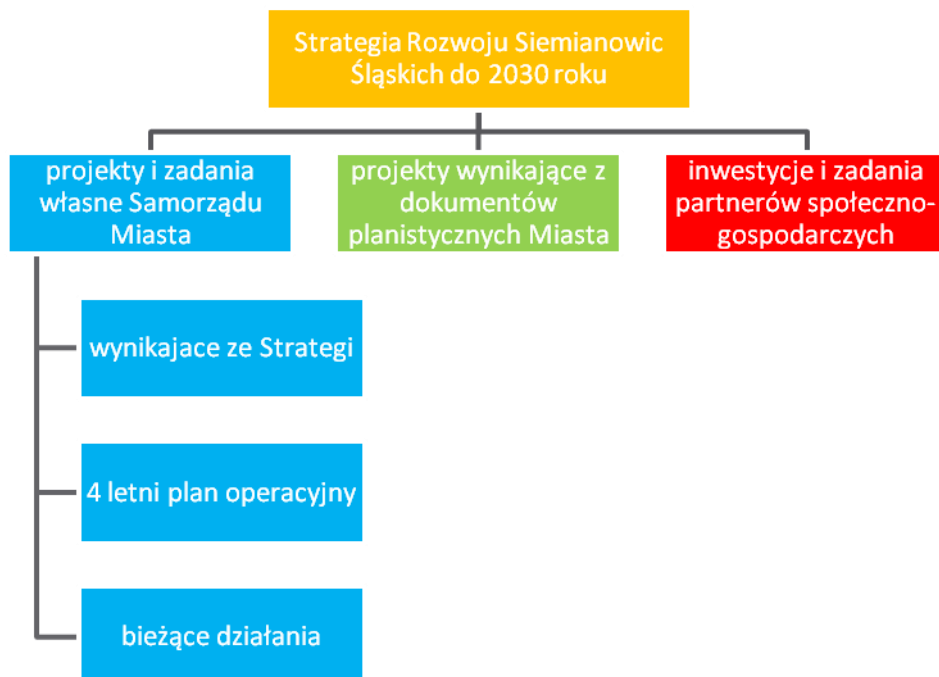 Strategia Rozwoju Siemianowic
Śląskich do 2030 roku
projekty i zadania
własne Samorządu
Miasta
projekty wynikające z
dokumentów
planistycznych Miasta
inwestycje i zadania
partnerów społeczno-
gospodarczych
wynikajace ze Strategi
4 letni plan operacyjny
bieżące działania